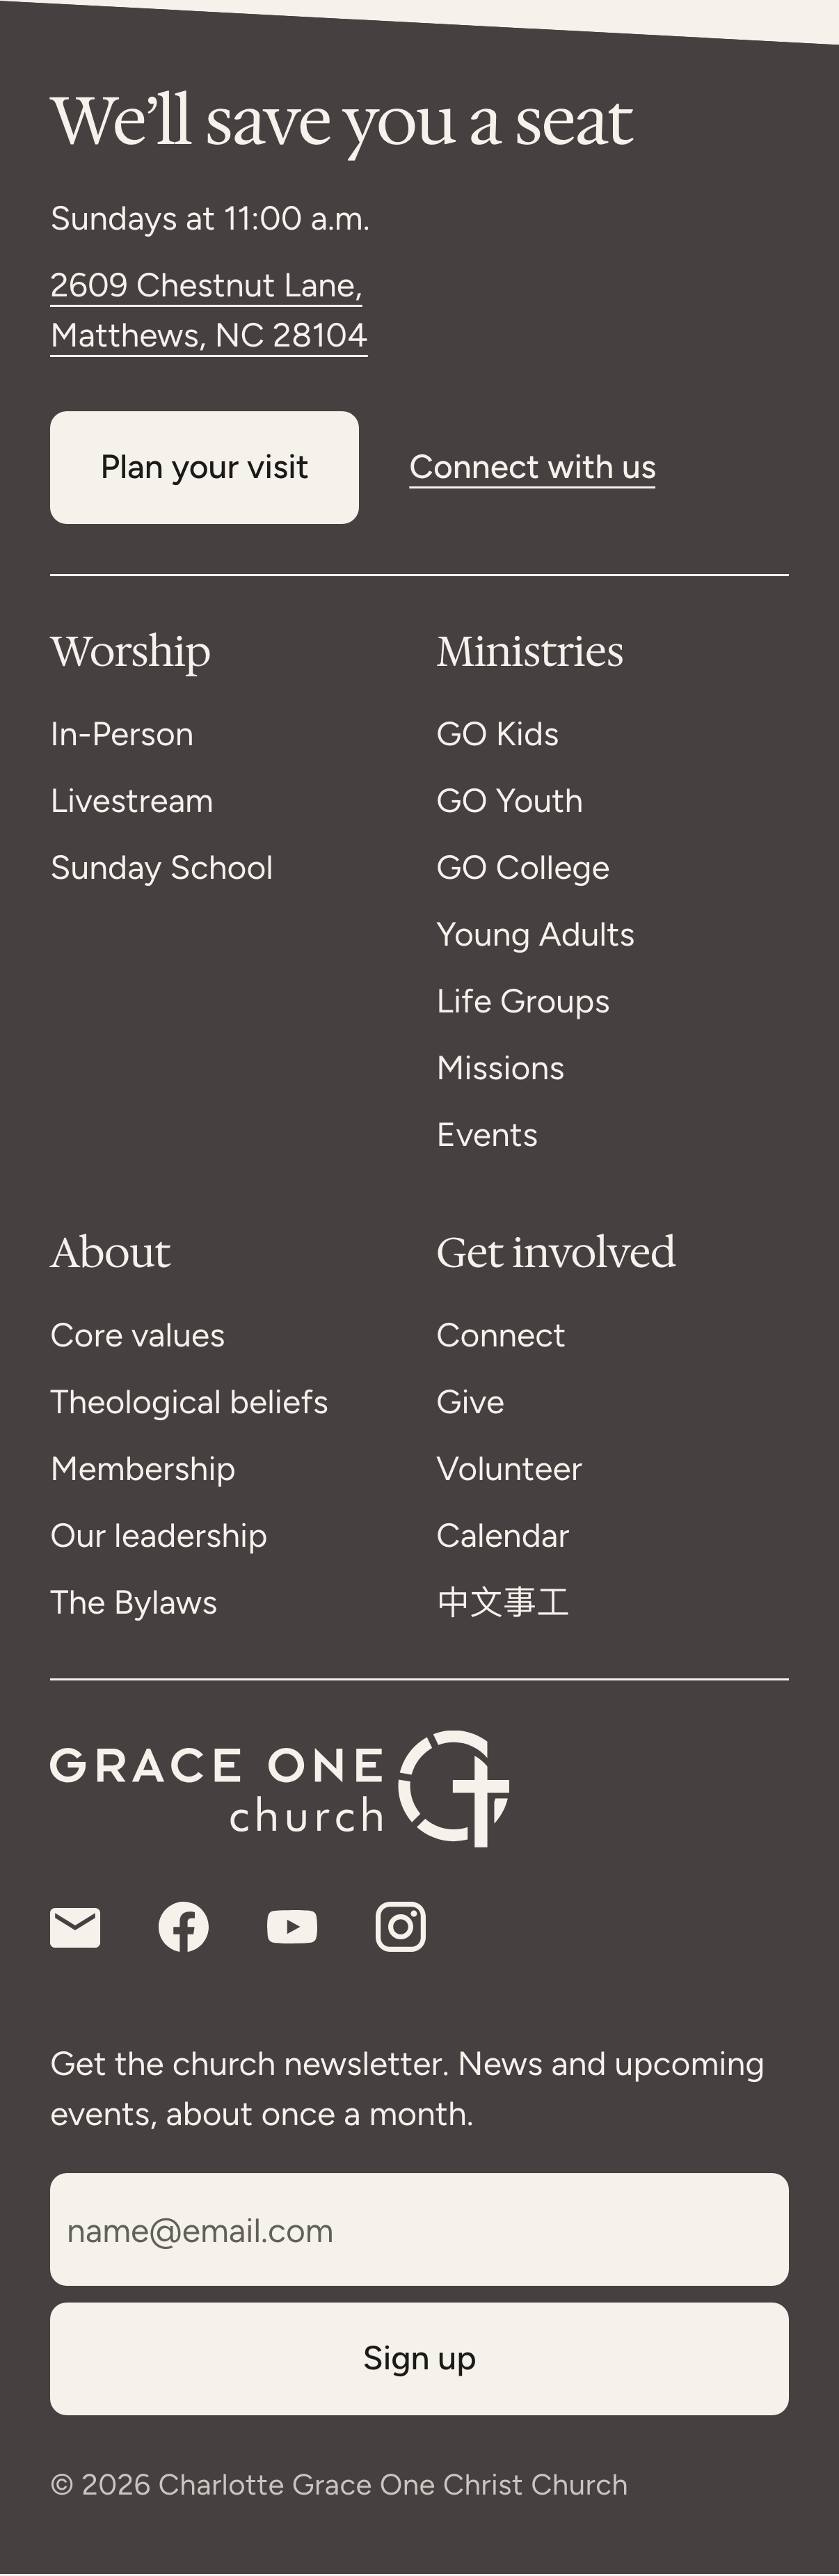 We’ll save you a seat
Sundays at 11:00 a.m.
2609 Chestnut Lane,
Matthews, NC 28104
Plan your visit
Connect with us
Worship
In-Person
Livestream
Sunday School
Ministries
GO Kids
GO Youth
GO College
Young Adults
Life Groups
Missions
Events
About
Core values
Theological beliefs
Membership
Our leadership
The Bylaws
Get involved
Connect
Give
Volunteer
Calendar
中文事工
GRACE ONE
church
Get the church newsletter. News and upcoming
events, about once a month.
name@email.com
Sign up
© 2026 Charlotte Grace One Christ Church